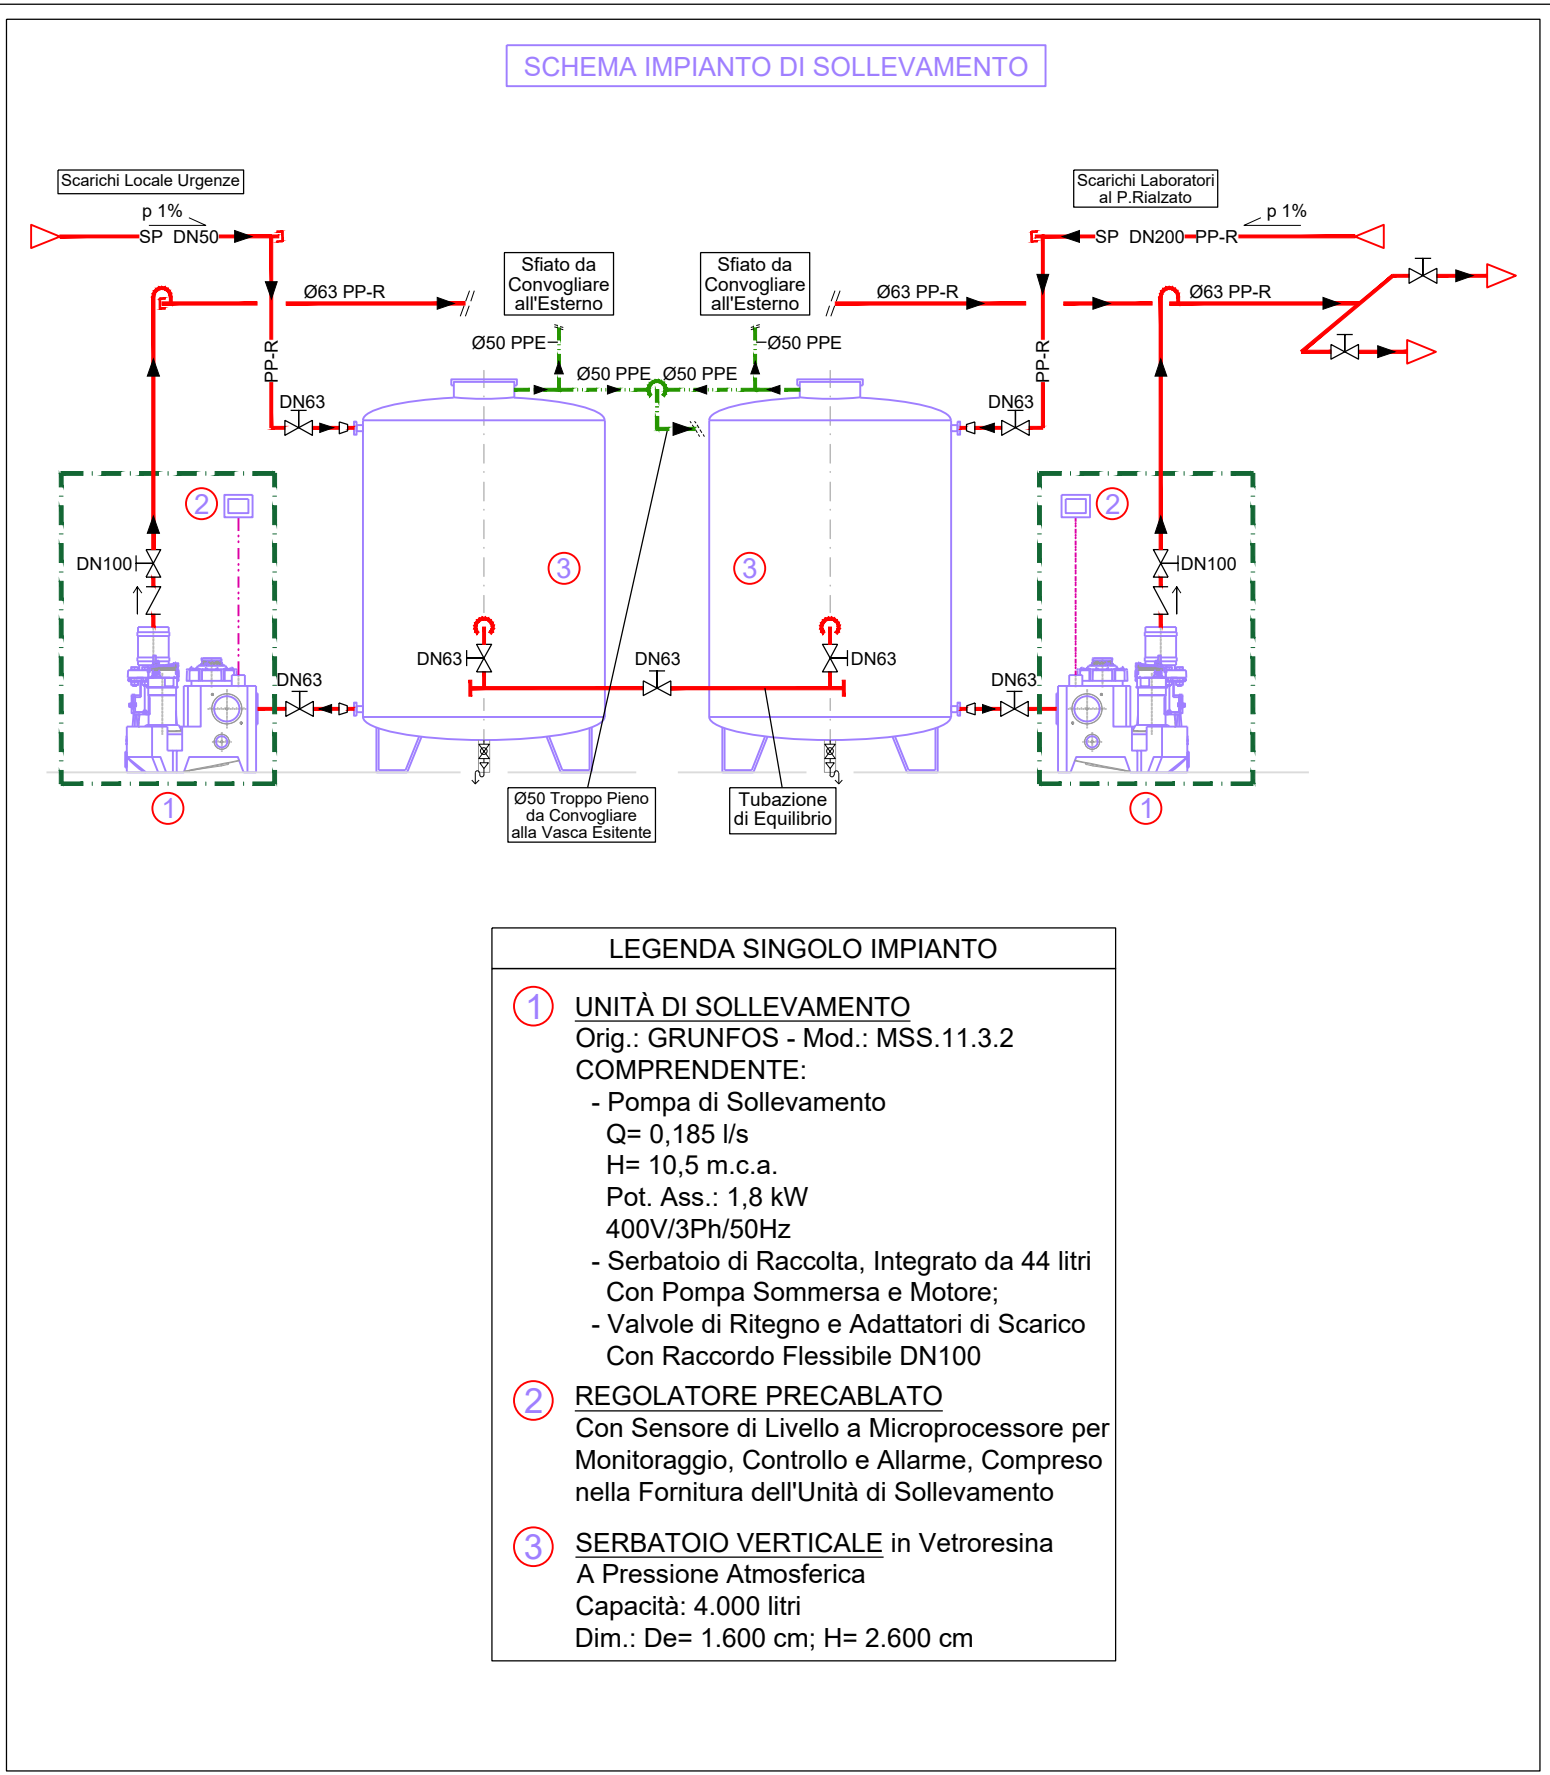 SCHEMA IMPIANTO DI SOLLEVAMENTO
Scarichi Locale Urgenze
p 1%
SP DN50
Scarichi Laboratori
al P.Rialzato
p 1%
SP DN200 PP-R
Sfiato da
Convogliare
all'Esterno
Sfiato da
Convogliare
all'Esterno
Ø63 PP-R
Ø63 PP-R
Ø63 PP-R
Ø50 PPE
Ø50 PPE
PP-R
PP-R
Ø50 PPE
Ø50 PPE
DN63
DN63
2
2
DN100
3
3
DN100
DN63
DN63
DN63
DN63
DN63
1
Ø50 Troppo Pieno
da Convogliare
alla Vasca Esitente
Tubazione
di Equilibrio
1
LEGENDA SINGOLO IMPIANTO
1 UNITÀ DI SOLLEVAMENTO
Orig.: GRUNFOS - Mod.: MSS.11.3.2
COMPRENDENTE:
- Pompa di Sollevamento
Q= 0,185 l/s
H= 10,5 m.c.a.
Pot. Ass.: 1,8 kW
400V/3Ph/50Hz
- Serbatoio di Raccolta, Integrato da 44 litri
Con Pompa Sommersa e Motore;
- Valvole di Ritegno e Adattatori di Scarico
Con Raccordo Flessibile DN100
2 REGOLATORE PRECABLATO
Con Sensore di Livello a Microprocessore per
Monitoraggio, Controllo e Allarme, Compreso
nella Fornitura dell'Unità di Sollevamento
3 SERBATOIO VERTICALE in Vetroresina
A Pressione Atmosferica
Capacità: 4.000 litri
Dim.: De= 1.600 cm; H= 2.600 cm